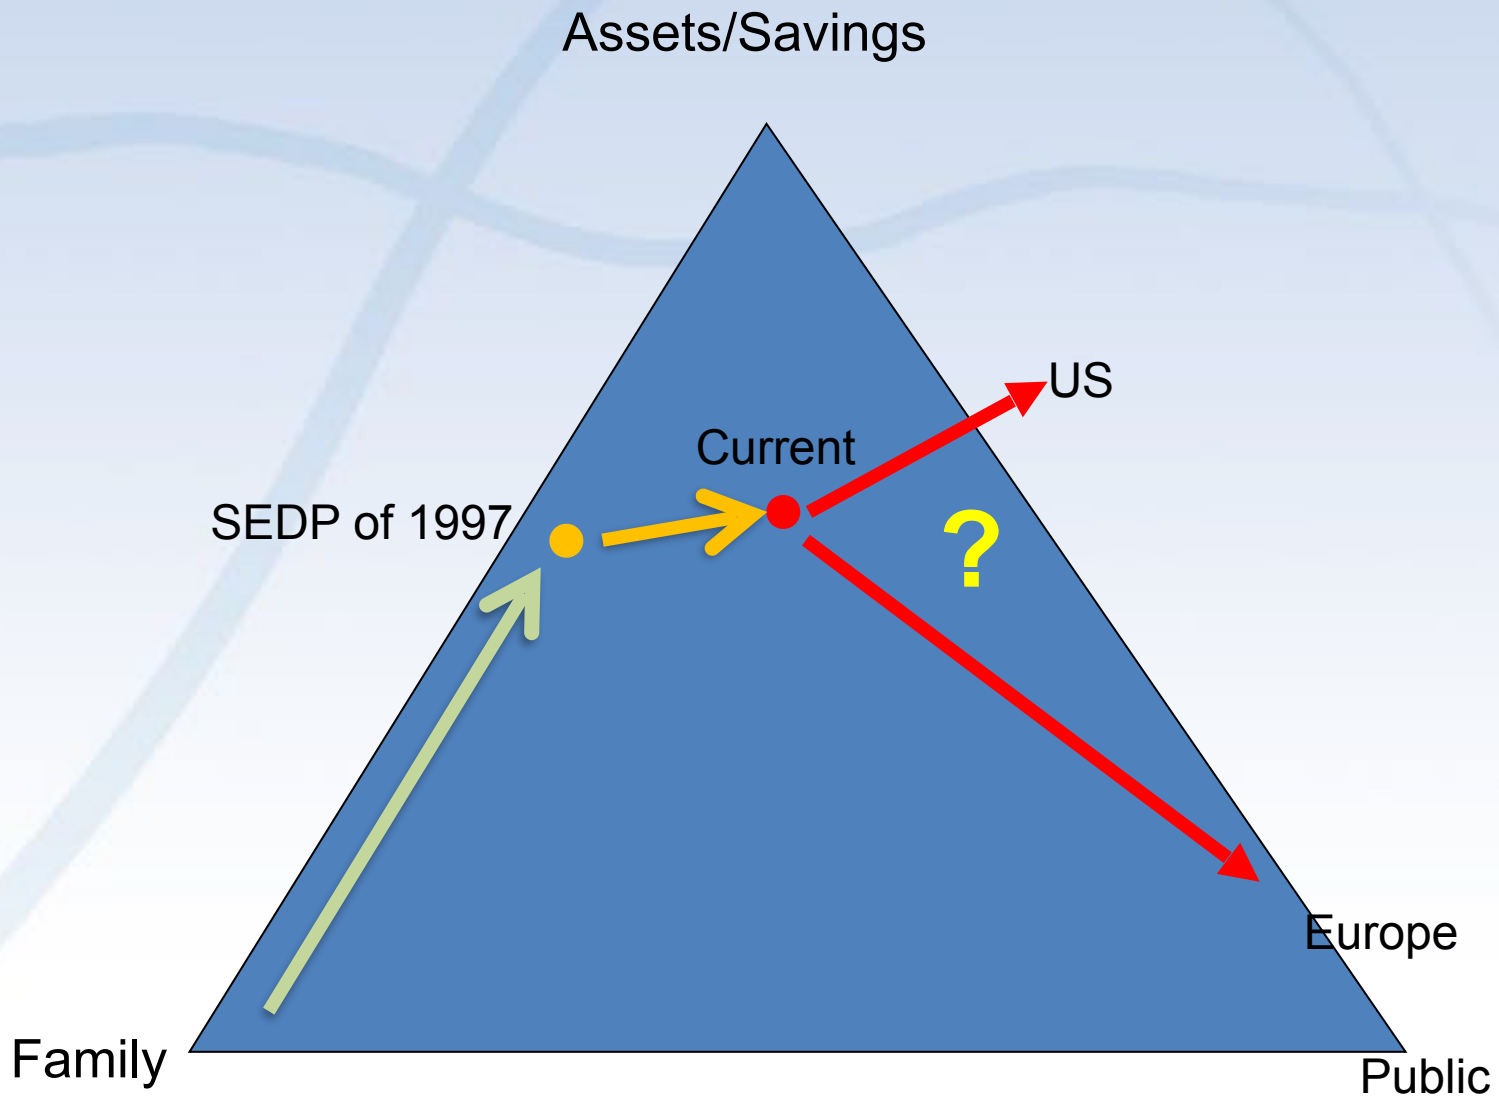 Assets/Savings
US
Current
SEDP of 1997
?
Europe
Family
Public